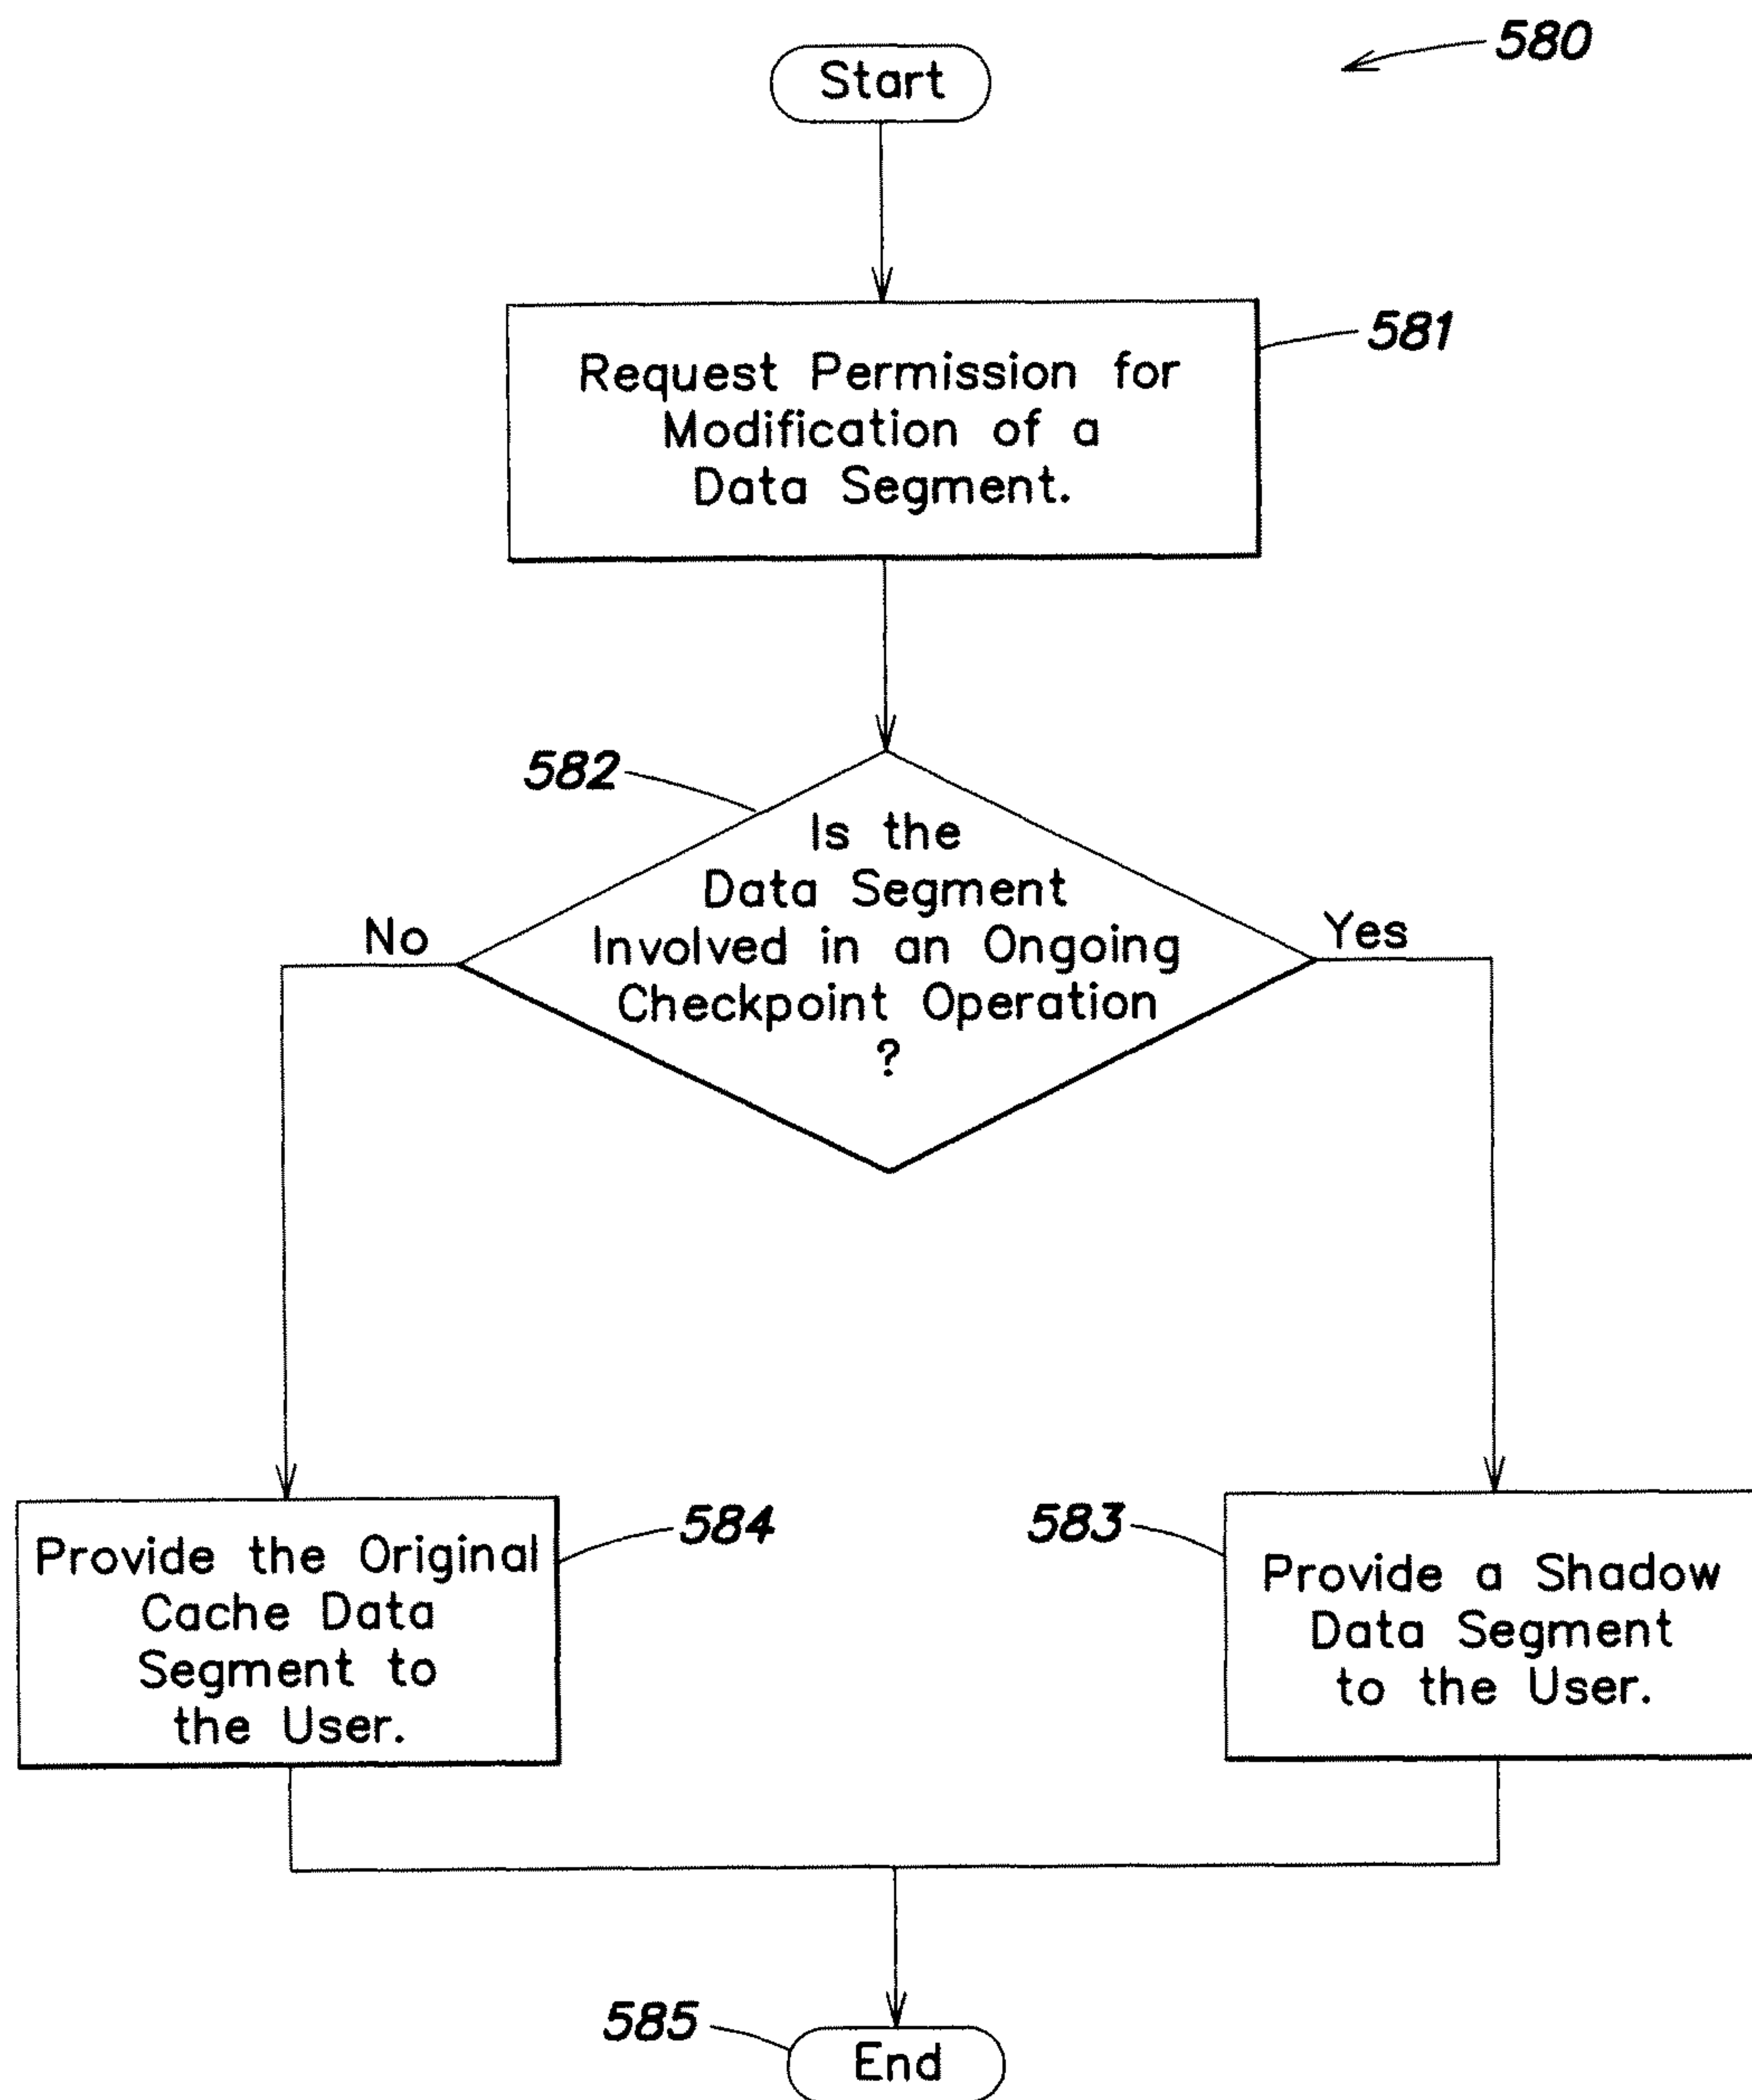 580
Start
581
Request Permission for
Modification of a
Data Segment.
582
Is the
Data Segment
Involved in an Ongoing
Checkpoint Operation
?
No
Yes
584
Provide the Original
Cache Data
Segment to
the User.
583
Provide a Shadow
Data Segment
to the User.
585
End